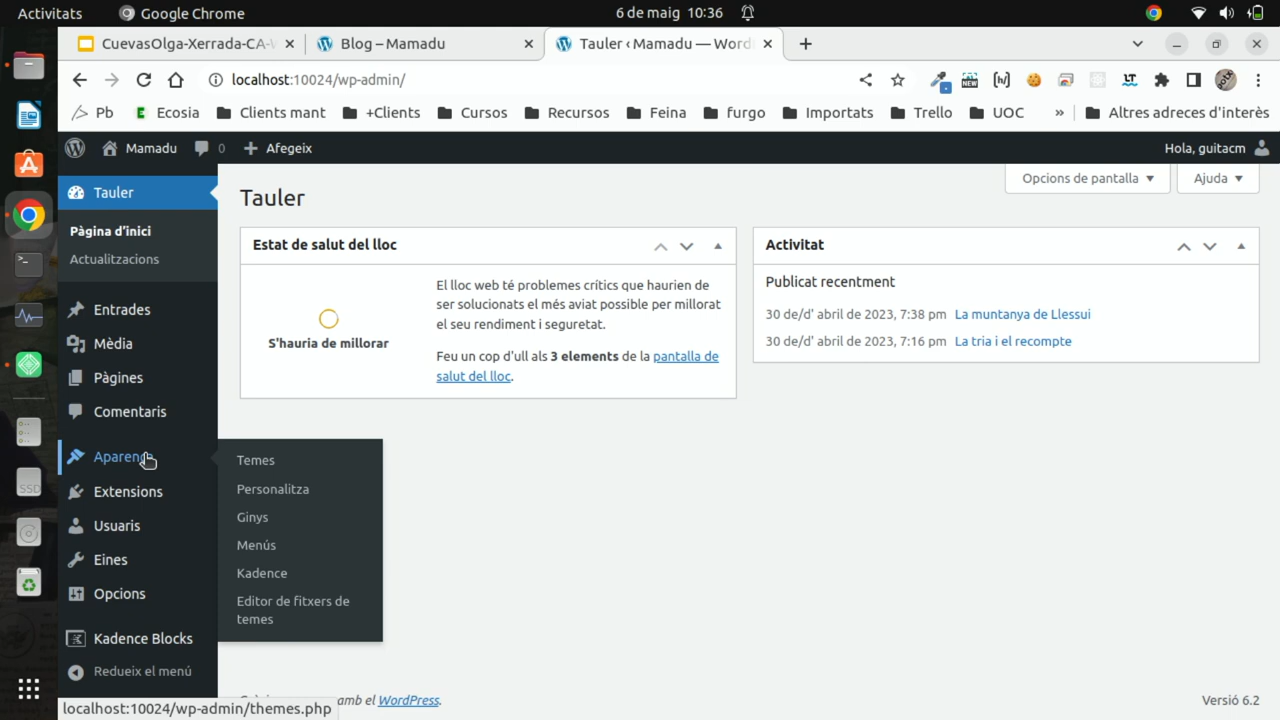 Activitats
Google Chrome
6 de maig 10:36
CuevasOlga-Xerrada-CA-
Blog – Mamadu
Tauler ‹ Mamadu — Word
localhost:10024/wp-admin/
Pb
Ecosia
Clients mant
+Clients
Cursos
Recursos
Feina
furgo
Importats
Trello
UOC
»
Altres adreces d'interès
Mamadu
0
Afegeix
Hola, guitacm
Tauler
Pàgina d'inici
Actualitzacions
Entrades
Mèdia
Pàgines
Comentaris
Aparen
Extensions
Usuaris
Eines
Opcions
Kadence Blocks
Redueix el menú
Temes
Personalitza
Ginys
Menús
Kadence
Editor de fitxers de
temes
Opcions de pantalla
Ajuda
Tauler
Estat de salut del lloc
S'hauria de millorar
El lloc web té problemes crítics que haurien de
ser solucionats el més aviat possible per millorat
el seu rendiment i seguretat.
Feu un cop d'ull als 3 elements de la pantalla de
salut del lloc.
Activitat
Publicat recentment
30 de/d' abril de 2023, 7:38 pm La muntanya de Llessui
30 de/d' abril de 2023, 7:16 pm La tria i el recompte
amb el WordPress.
Versió 6.2
localhost:10024/wp-admin/themes.php
SSD
NEW